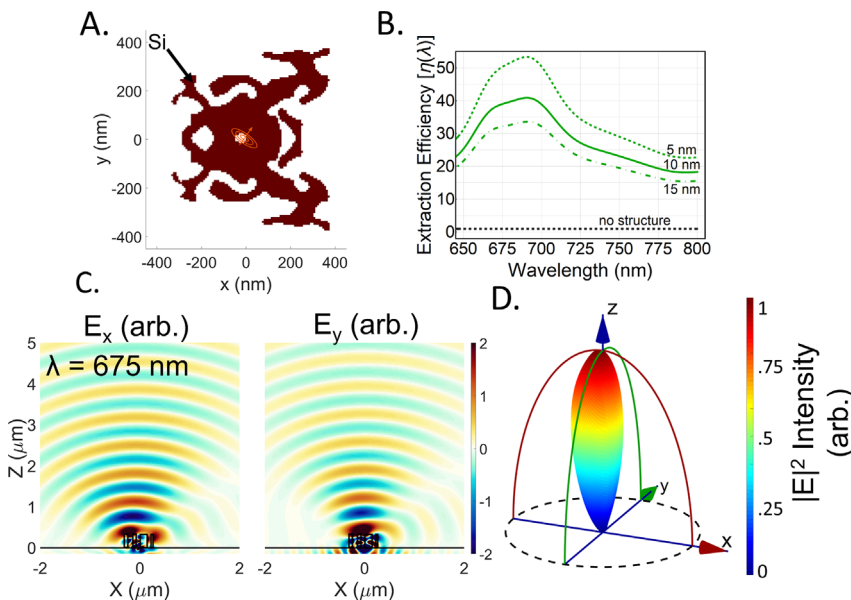 A.
Si
400
200
0
-200
-400
y (nm)
-400 -200 0 200 400
x (nm)
B.
Extraction Efficiency [η(λ)]
50
40
30
20
10
0
5 nm
10 nm
15 nm
no structure
650 675 700 725 750 775 800
Wavelength (nm)
C.
Eₓ (arb.)
λ = 675 nm
E_y (arb.)
5
4
3
2
1
0
Z (μm)
-2 0 2
X (μm)
-2 0 2
X (μm)
2
1
0
-1
-2
D.
z
y
x
1
.75
.5
.25
0
|E|² Intensity
(arb.)